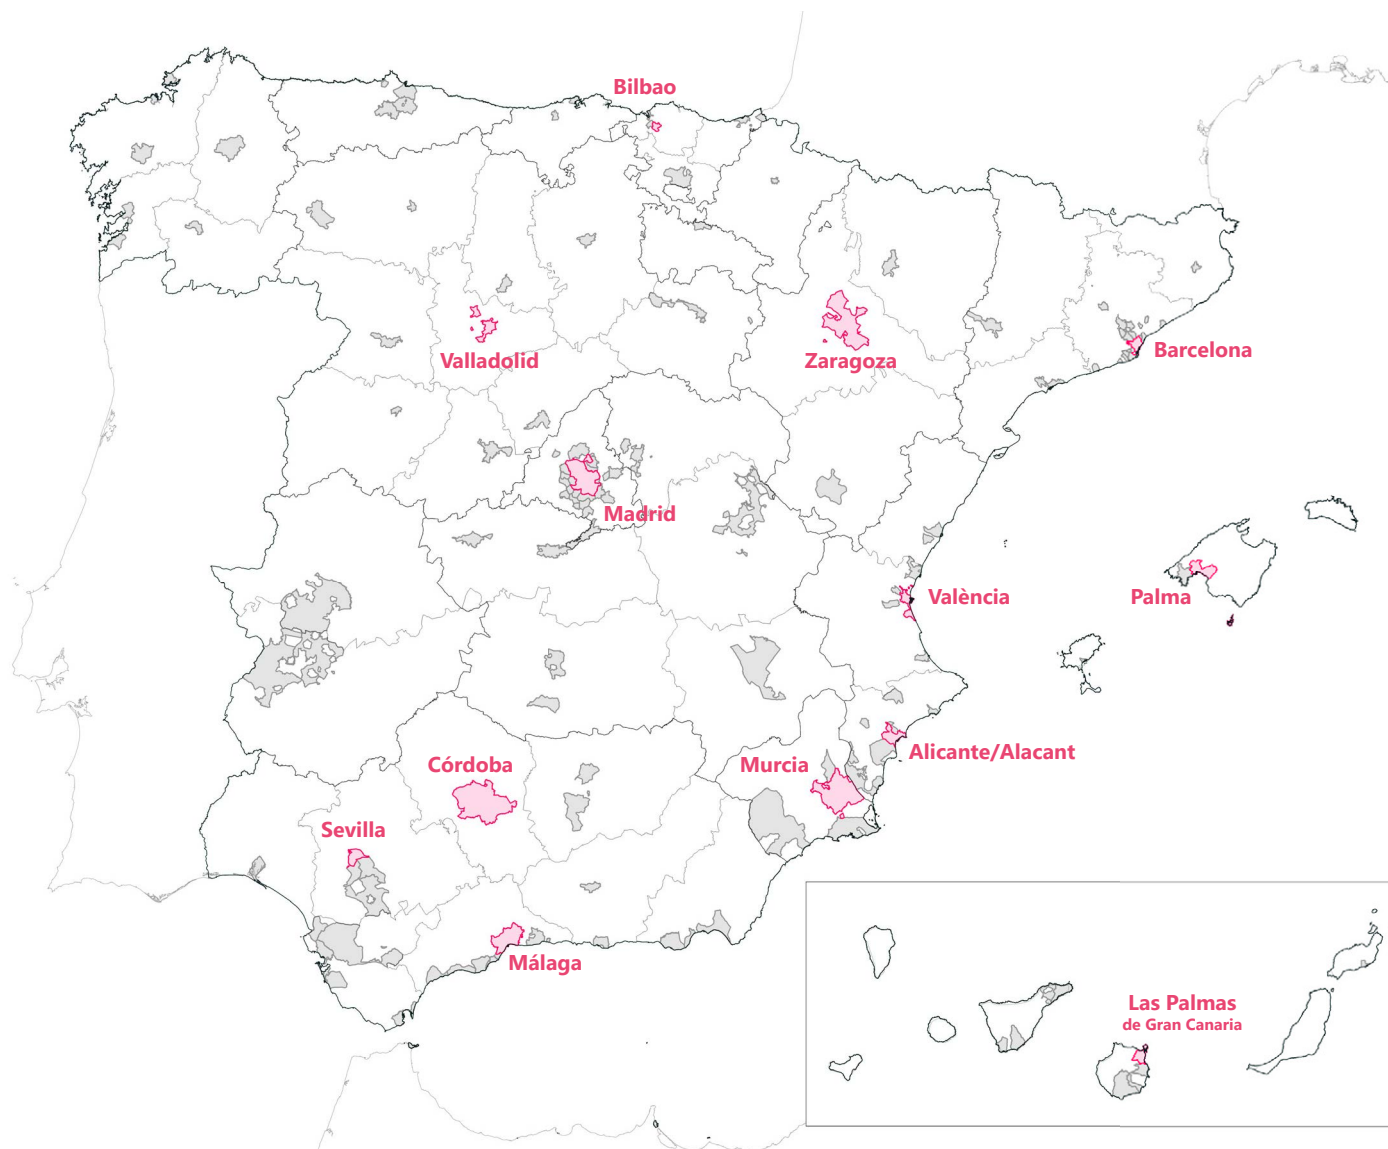 Bilbao
Valladolid
Zaragoza
Barcelona
Madrid
València
Palma
Córdoba
Murcia
Alicante/Alacant
Sevilla
Málaga
Las Palmas
de Gran Canaria